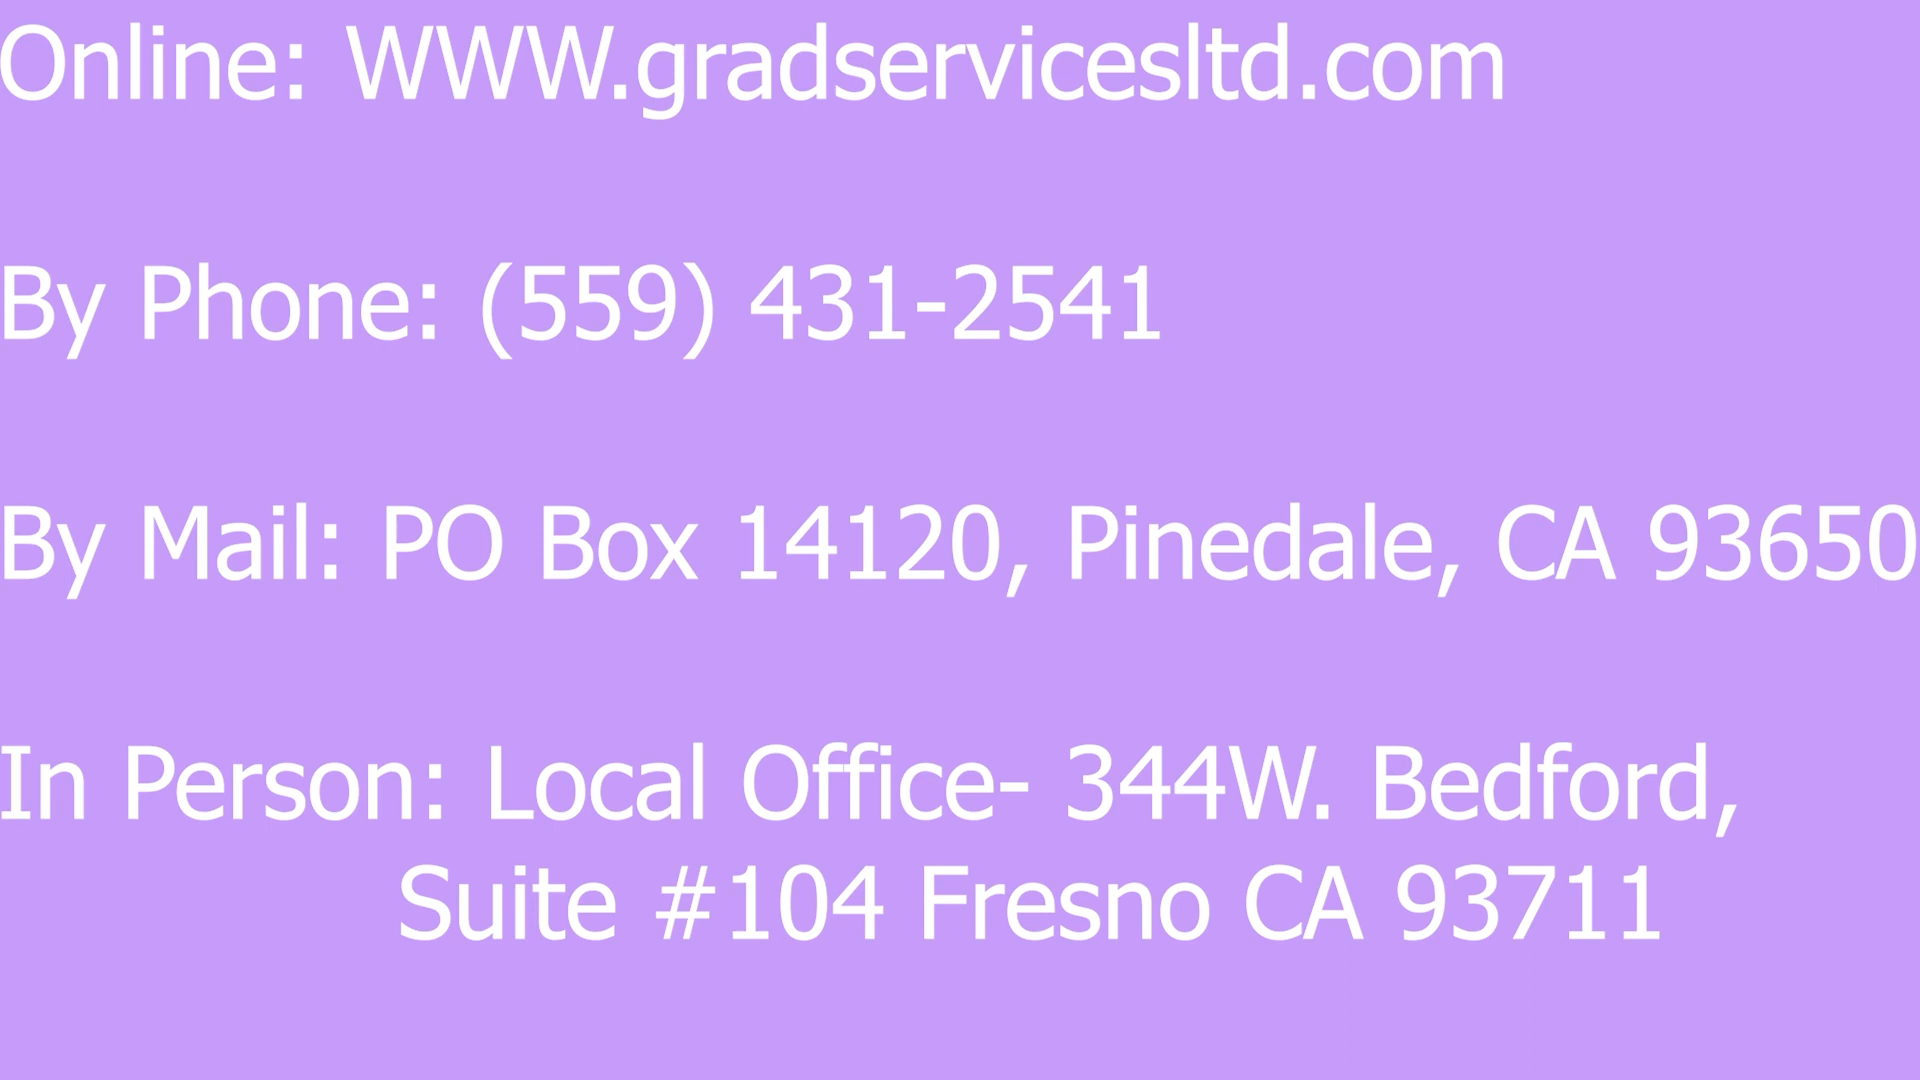 Online: WWW.gradservicesltd.com
By Phone: (559) 431-2541
By Mail: PO Box 14120, Pinedale, CA 93650
In Person: Local Office- 344W. Bedford,
Suite #104 Fresno CA 93711